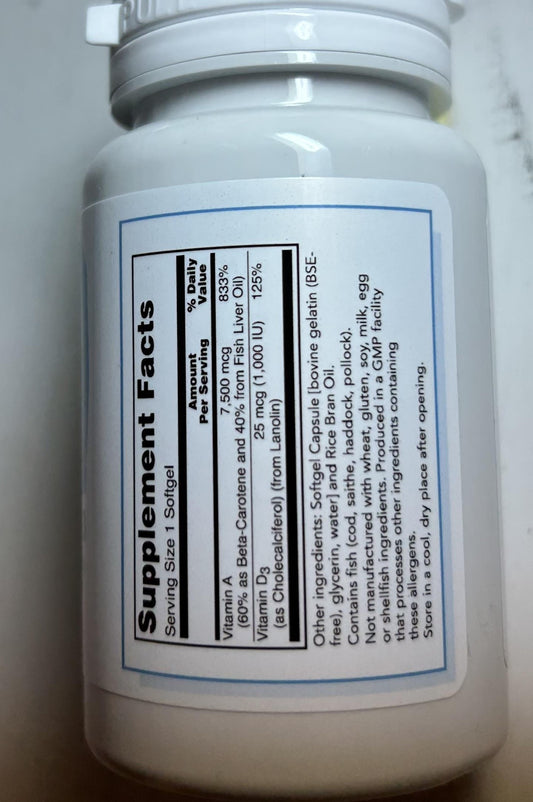 Supplement Facts
Serving Size 1 Softgel
Amount Per Serving % Daily Value
Vitamin A 7,500 mcg 833%
(60% as Beta-Carotene and 40% from Fish Liver Oil)
Vitamin D3 25 mcg (1,000 IU) 125%
(as Cholecalciferol) (from Lanolin)
Other ingredients: Softgel Capsule [bovine gelatin (BSE-
free), glycerin, water] and Rice Bran Oil.
Contains fish (cod, saithe, haddock, pollock).
Not manufactured with wheat, gluten, soy, milk, egg
or shellfish ingredients. Produced in a GMP facility
that processes other ingredients containing
these allergens.
Store in a cool, dry place after opening.